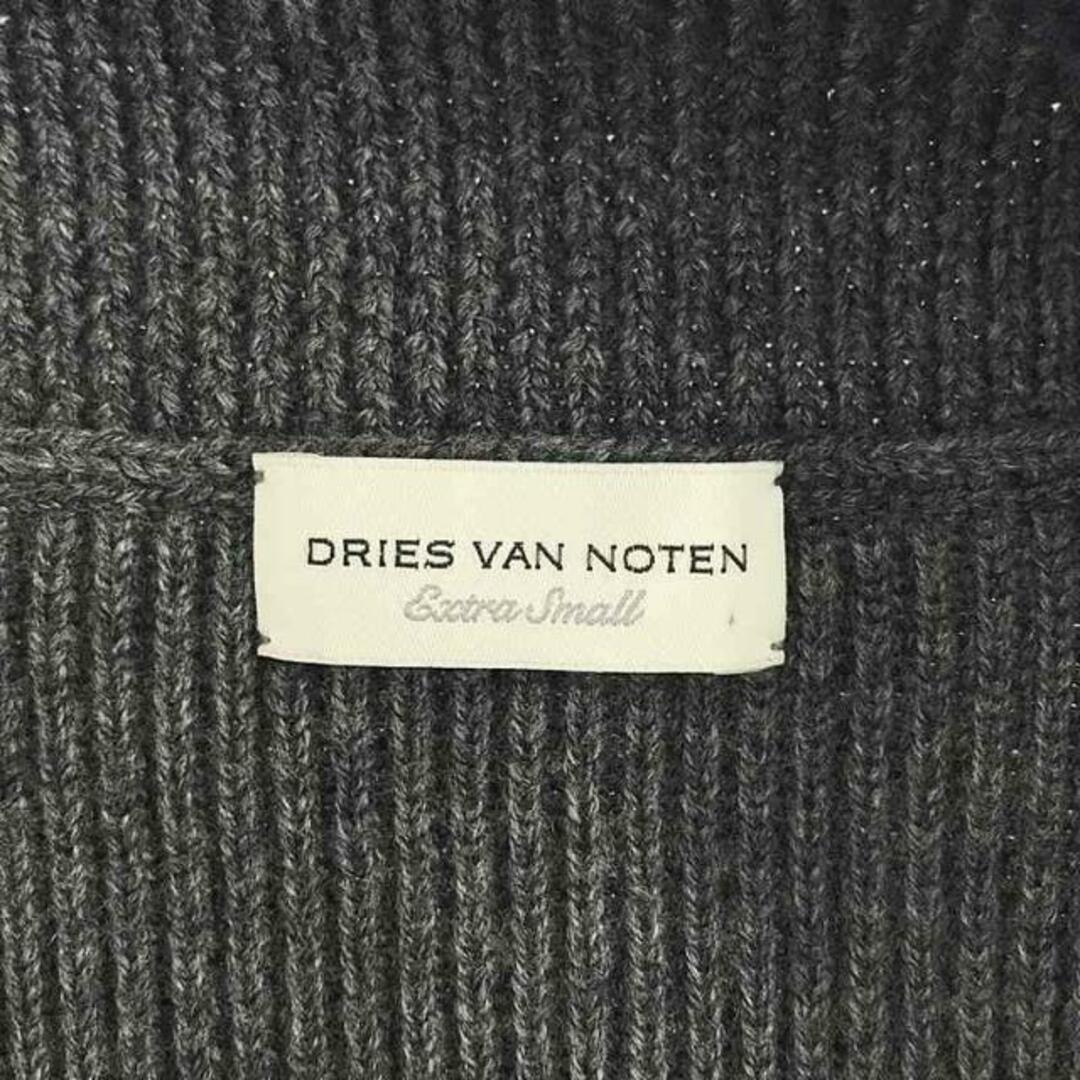 DRIES VAN NOTEN
Extra Small